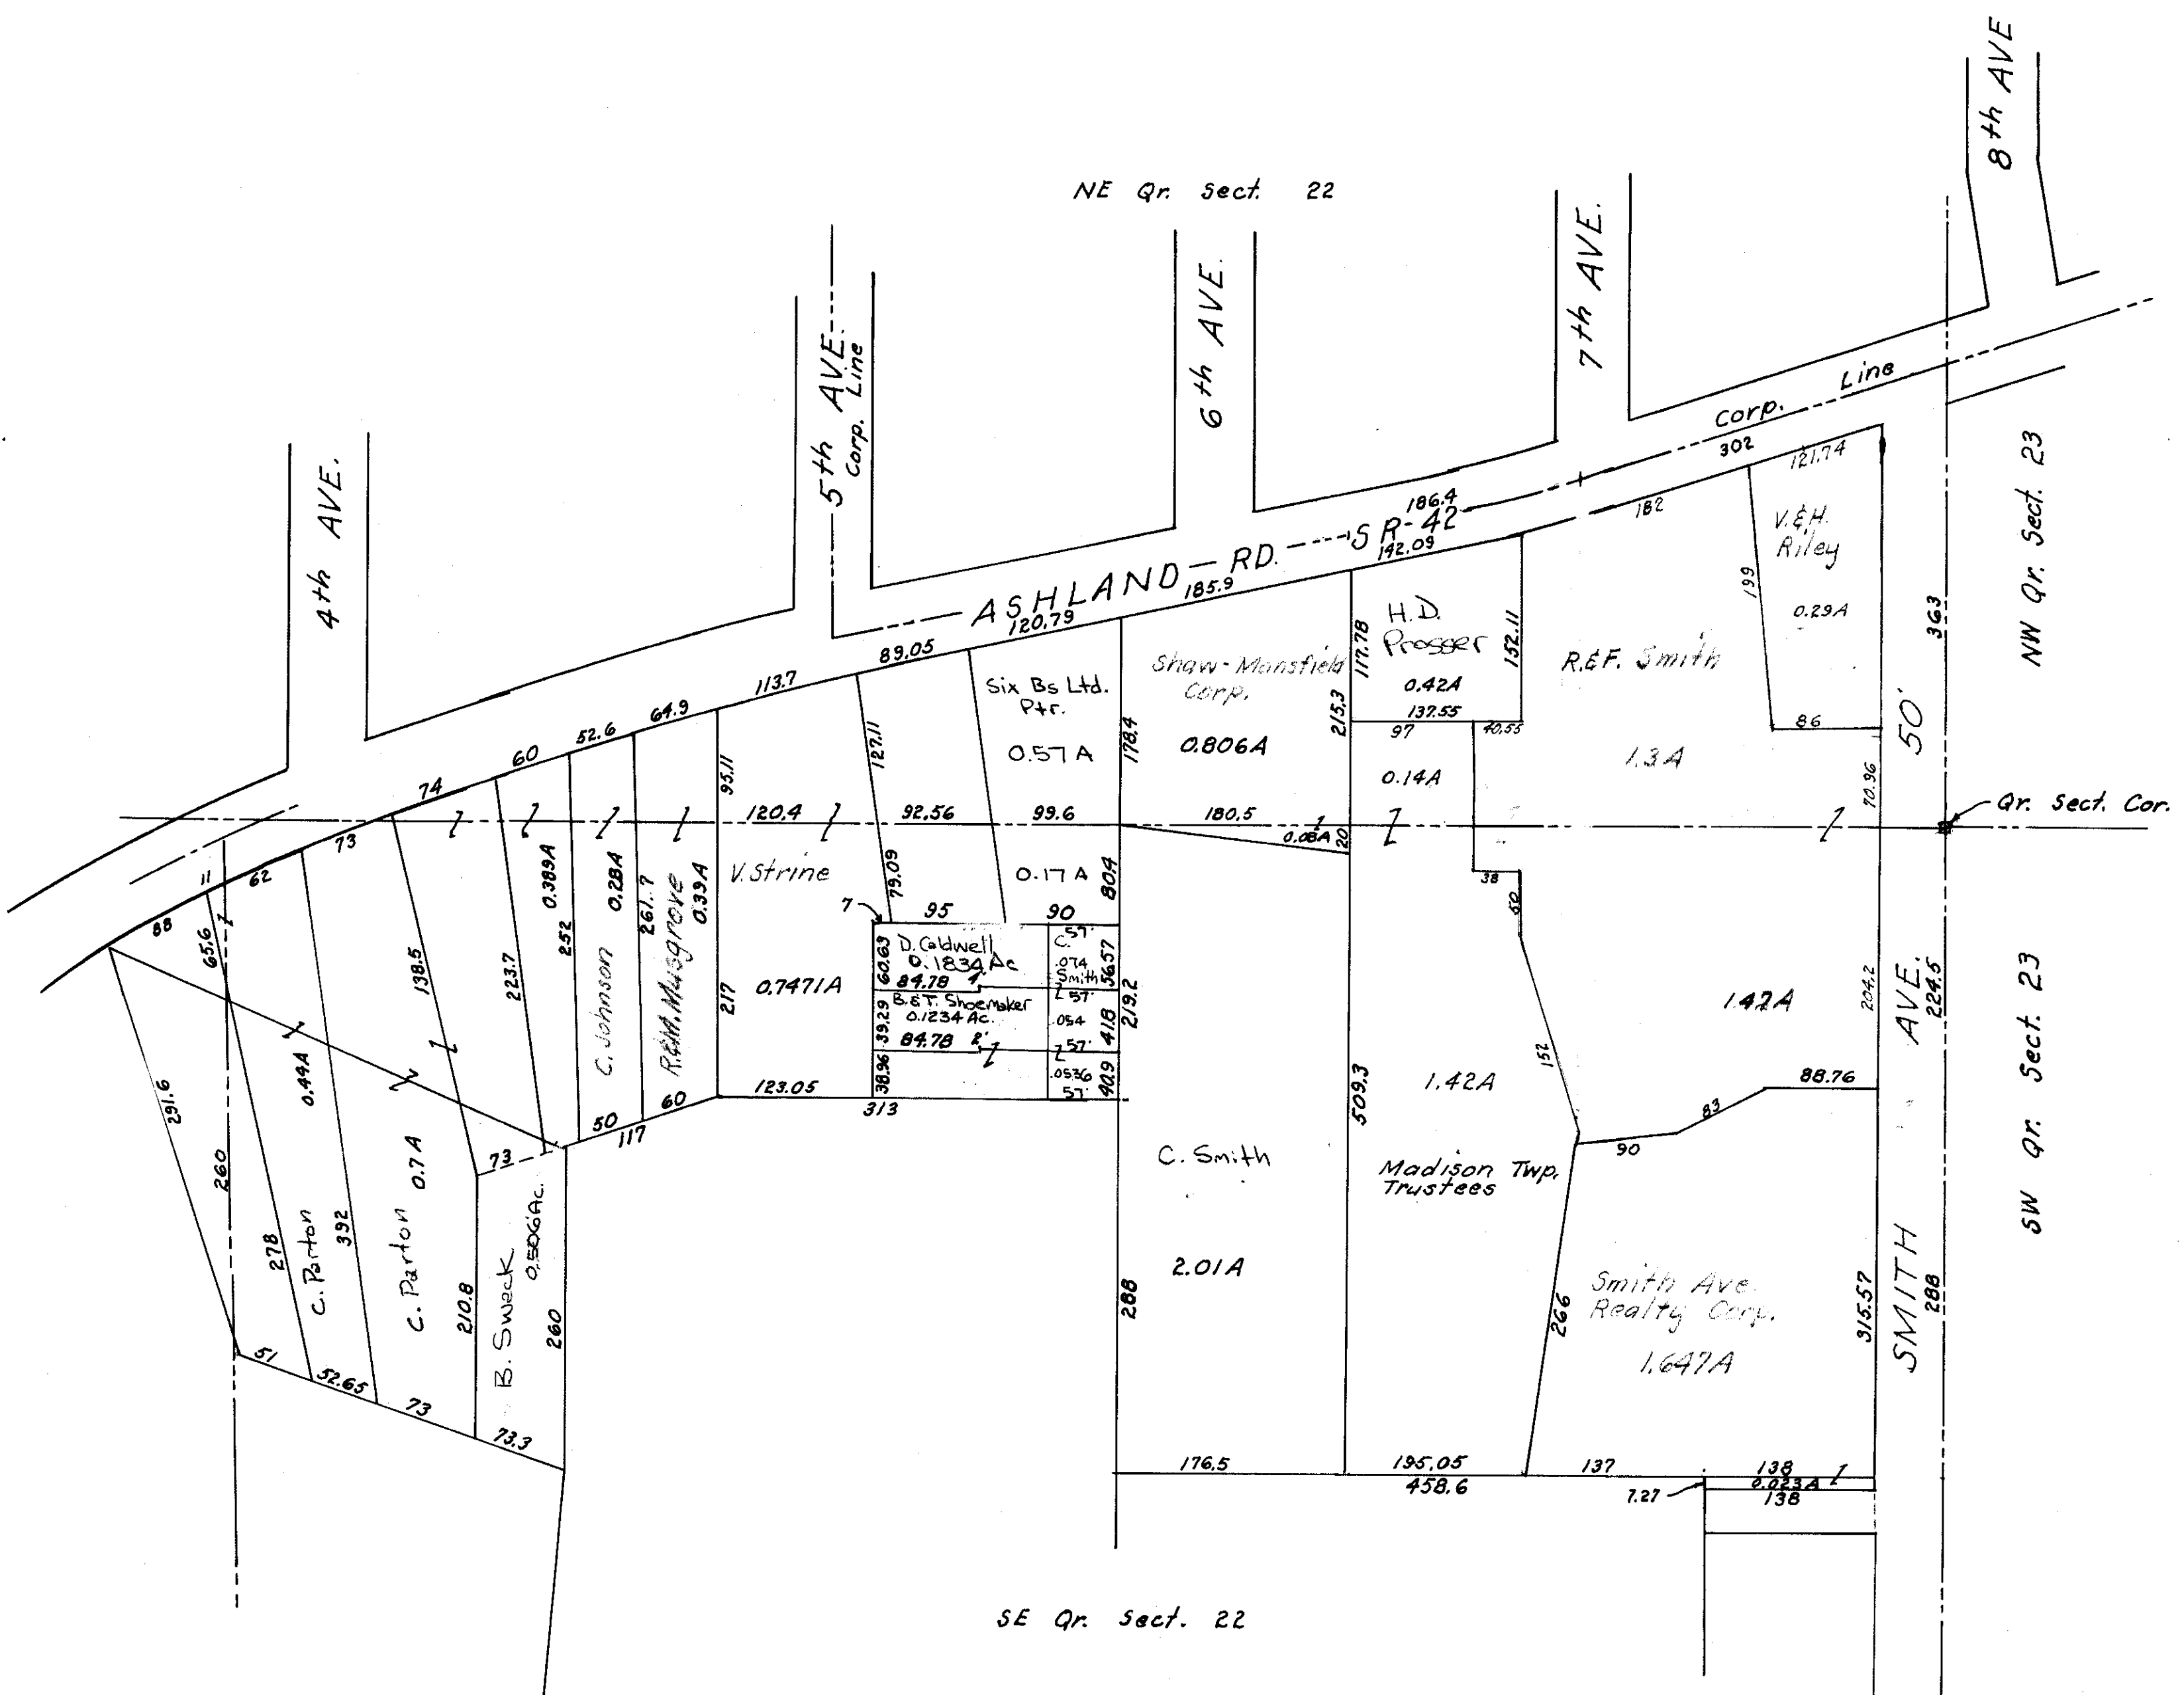 8th AVE
NE Qr. Sect. 22
7th AVE.
6th AVE.
5th AVE.
Corp. Line
4th AVE.
Corp. Line
302
121.74
186.4
ASHLAND RD. SR-42
142.09
182
185.9
120.79
89.05
113.7
64.9
52.6
60
74
73
62
11
88
V.&H.
Riley
0.29A
199
86
363
NW Qr. Sect. 23
50'
70.96
Qr. Sect. Cor.
H.D.
Prosser
0.42A
137.55
117.78
152.11
215.3
97
40.55
0.14A
R.&F. Smith
1.3A
Shaw-Mansfield
Corp.
0.806A
178.4
180.5
0.08A
20
Six Bs Ltd.
Ptr.
0.57A
99.6
0.17A
80.4
90
127.11
92.56
79.09
95
7
95.11
120.4
V. Strine
0.7471A
217
123.05
D. Caldwell
0.1834 Ac
60.63
84.78
4'
B.&T. Shoemaker
0.1234 Ac.
39.29
84.78
2'
38.96
57'
C.
.074
Smith
56.57
57'
.054
41.8
57'
.0536
57'
40.9
219.2
313
R.&M. Musgrove
0.39A
261.7
60
C. Johnson
0.28A
50
117
0.389A
252
223.7
138.5
65.6
291.6
260
278
C. Parton
0.44A
392
C. Parton
0.7A
73
210.8
B. Sweck
0.506Ac.
260
51
52.65
73
73.3
C. Smith
2.01A
288
176.5
509.3
38
50
152
1.42A
Madison Twp.
Trustees
195.05
458.6
1.42A
204.2
88.76
83
90
266
Smith Ave.
Realty Corp.
1.647A
315.57
137
138
0.023A
138
7.27
SMITH AVE.
224.5
288
SW Qr. Sect. 23
SE Qr. Sect. 22